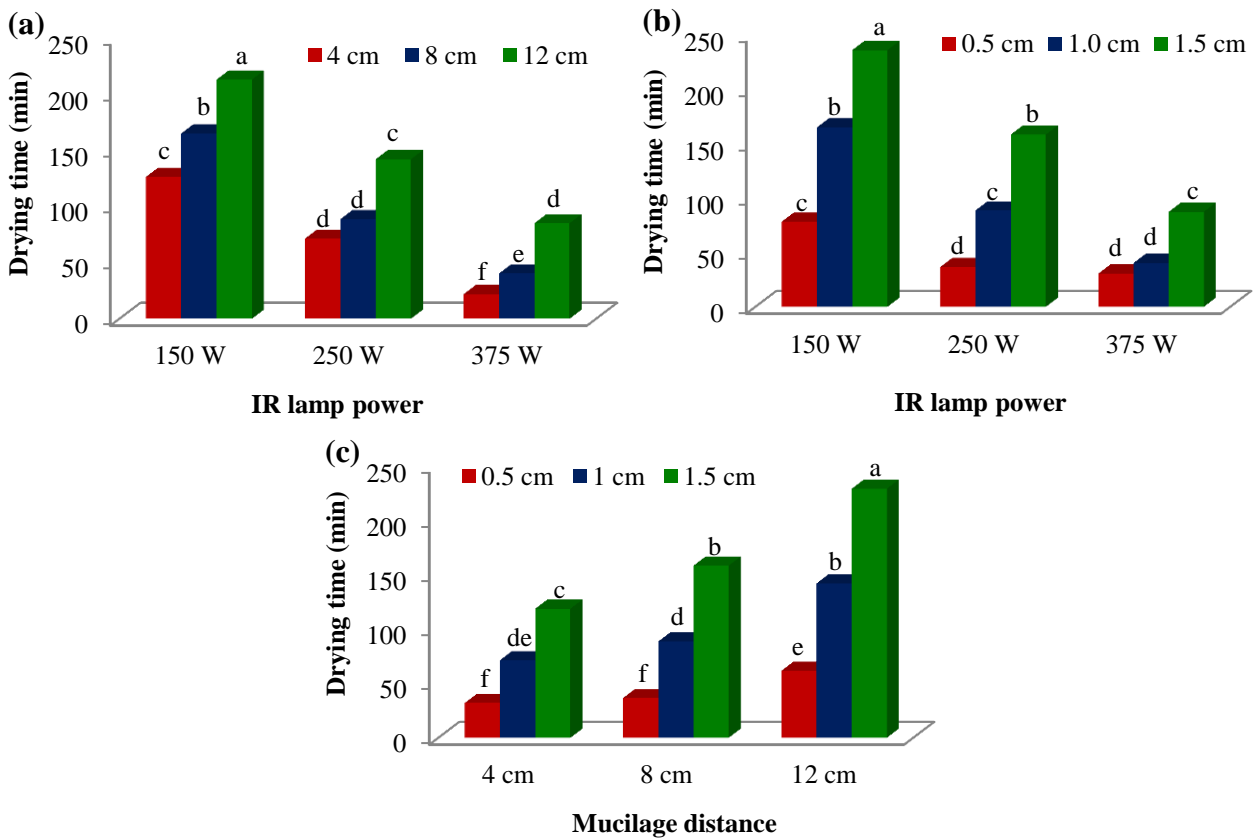 (a)
250
200
150
100
50
0
Drying time (min)
4 cm 8 cm 12 cm
c b a
d d c
f e d
150 W 250 W 375 W
IR lamp power
(b)
250
200
150
100
50
0
Drying time (min)
0.5 cm 1.0 cm 1.5 cm
c b a
d c b
d d c
150 W 250 W 375 W
IR lamp power
(c)
250
200
150
100
50
0
Drying time (min)
0.5 cm 1 cm 1.5 cm
f de c
f d b
e b a
4 cm 8 cm 12 cm
Mucilage distance